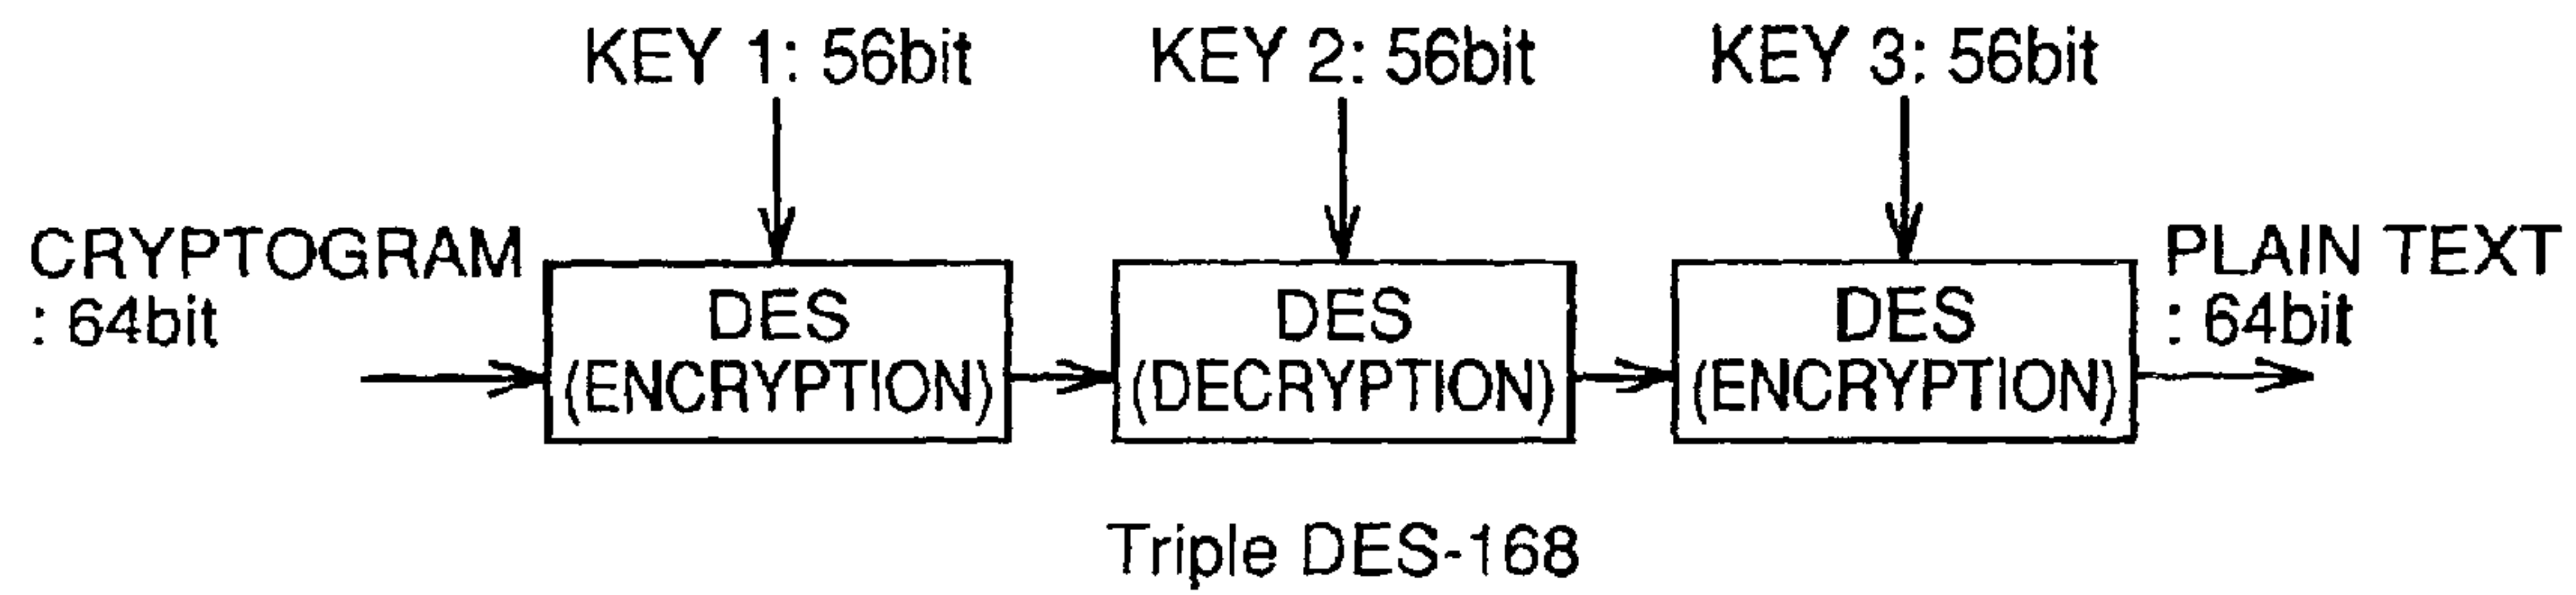 KEY 1: 56bit
KEY 2: 56bit
KEY 3: 56bit
CRYPTOGRAM
: 64bit
DES
(ENCRYPTION)
DES
(DECRYPTION)
DES
(ENCRYPTION)
PLAIN TEXT
: 64bit
Triple DES-168